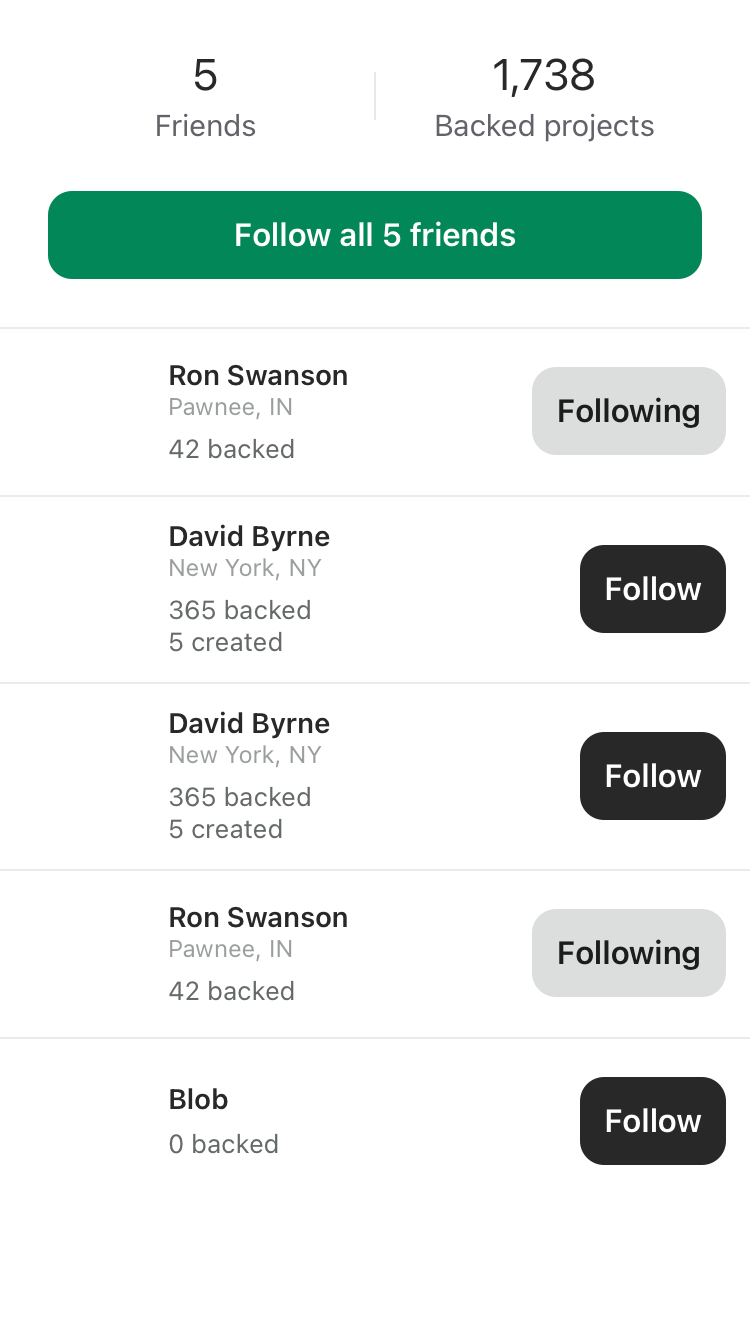 5
Friends
1,738
Backed projects
Follow all 5 friends
Ron Swanson
Pawnee, IN
42 backed
Following
David Byrne
New York, NY
365 backed
5 created
Follow
David Byrne
New York, NY
365 backed
5 created
Follow
Ron Swanson
Pawnee, IN
42 backed
Following
Blob
0 backed
Follow